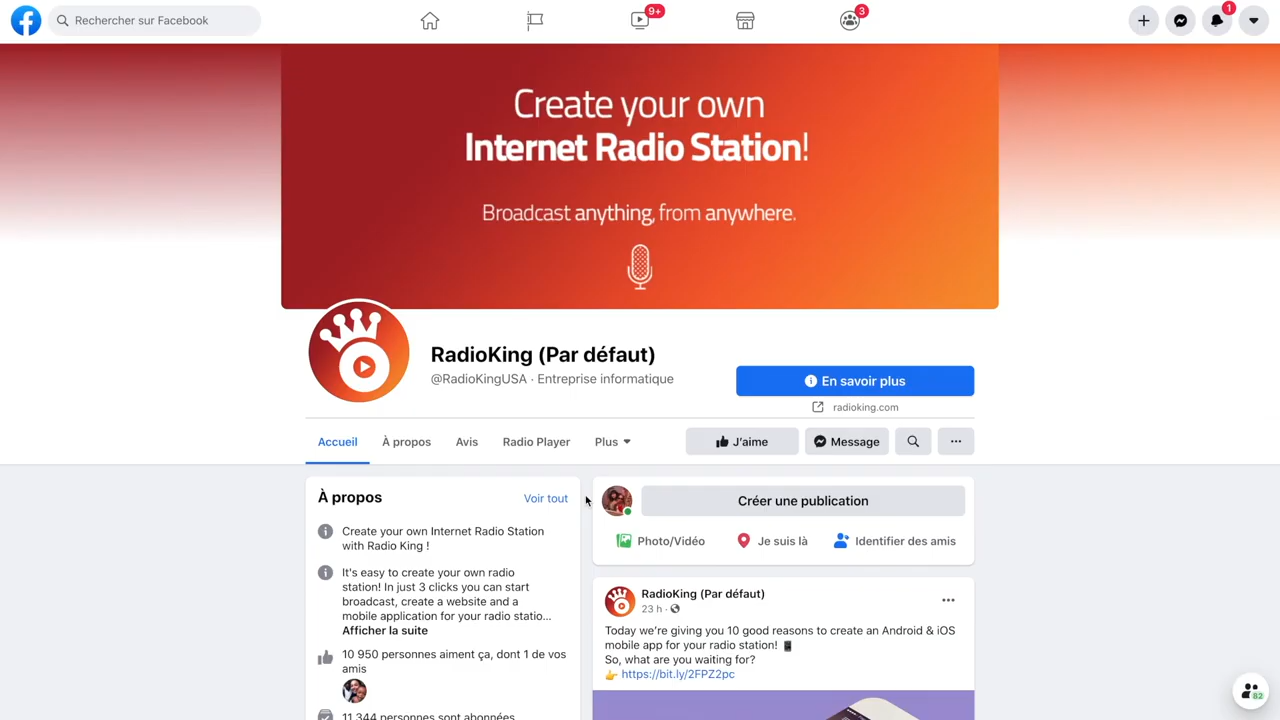 Rechercher sur Facebook
9+
3
1
Create your own
Internet Radio Station!
Broadcast anything, from anywhere.
RadioKing (Par défaut)
@RadioKingUSA · Entreprise informatique
En savoir plus
radioking.com
Accueil
À propos
Avis
Radio Player
Plus
J'aime
Message
À propos
Voir tout
Create your own Internet Radio Station
with Radio King !
It's easy to create your own radio
station! In just 3 clicks you can start
broadcast, create a website and a
mobile application for your radio statio...
Afficher la suite
10 950 personnes aiment ça, dont 1 de vos
amis
11 344 personnes sont abonnées
Créer une publication
Photo/Vidéo
Je suis là
Identifier des amis
RadioKing (Par défaut)
23 h ·
Today we're giving you 10 good reasons to create an Android & iOS
mobile app for your radio station! 📱
So, what are you waiting for?
👉 https://bit.ly/2FPZ2pc
82